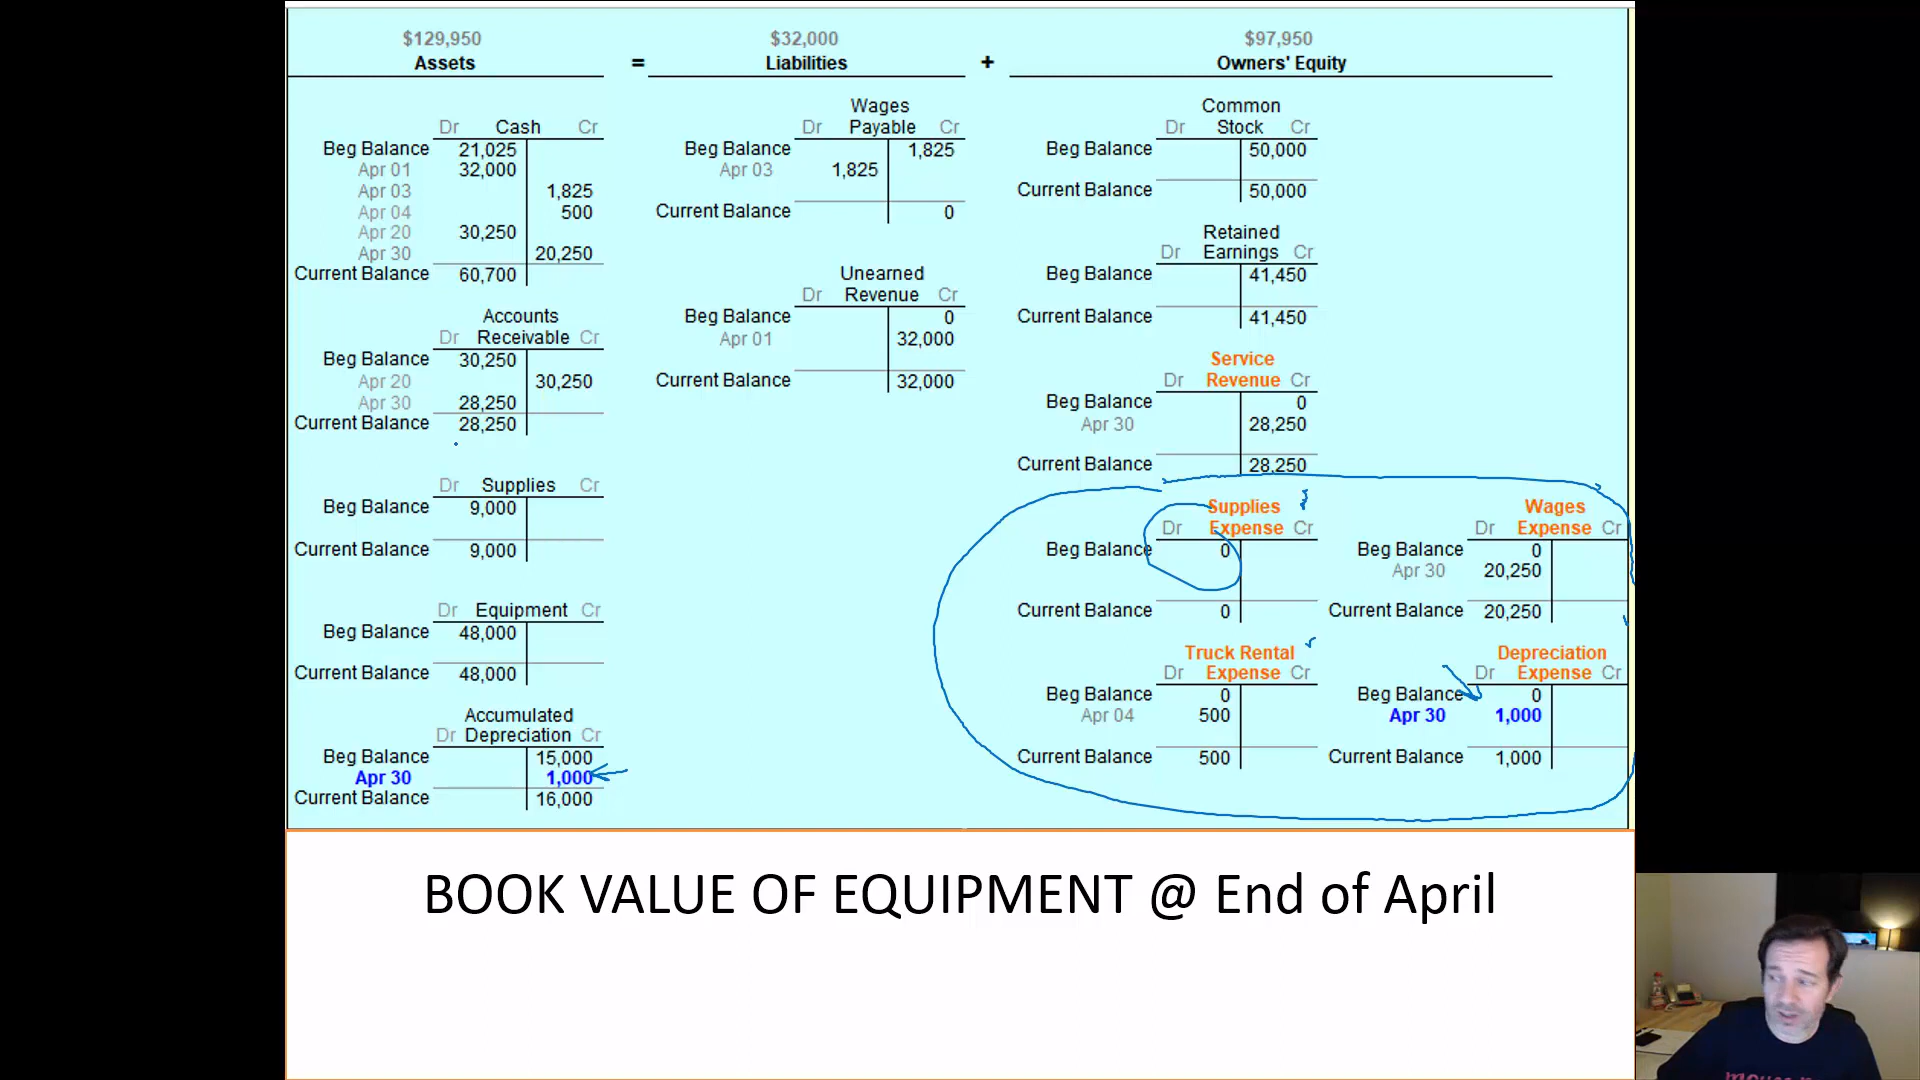 $129,950 $32,000 $97,950
Assets = Liabilities + Owners' Equity
Dr Cash Cr
Beg Balance 21,025
Apr 01 32,000
Apr 03 1,825
Apr 04 500
Apr 20 30,250
Apr 30 20,250
Current Balance 60,700
Accounts
Dr Receivable Cr
Beg Balance 30,250
Apr 20 30,250
Apr 30 28,250
Current Balance 28,250
Dr Supplies Cr
Beg Balance 9,000
Current Balance 9,000
Dr Equipment Cr
Beg Balance 48,000
Current Balance 48,000
Accumulated
Dr Depreciation Cr
Beg Balance 15,000
Apr 30 1,000
Current Balance 16,000
Wages
Dr Payable Cr
Beg Balance 1,825
Apr 03 1,825
Current Balance 0
Unearned
Dr Revenue Cr
Beg Balance 0
Apr 01 32,000
Current Balance 32,000
Common
Dr Stock Cr
Beg Balance 50,000
Current Balance 50,000
Retained
Dr Earnings Cr
Beg Balance 41,450
Current Balance 41,450
Service
Dr Revenue Cr
Beg Balance 0
Apr 30 28,250
Current Balance 28,250
Supplies
Dr Expense Cr
Beg Balance 0
Current Balance 0
Wages
Dr Expense Cr
Beg Balance 0
Apr 30 20,250
Current Balance 20,250
Truck Rental
Dr Expense Cr
Beg Balance 0
Apr 04 500
Current Balance 500
Depreciation
Dr Expense Cr
Beg Balance 0
Apr 30 1,000
Current Balance 1,000
BOOK VALUE OF EQUIPMENT @ End of April